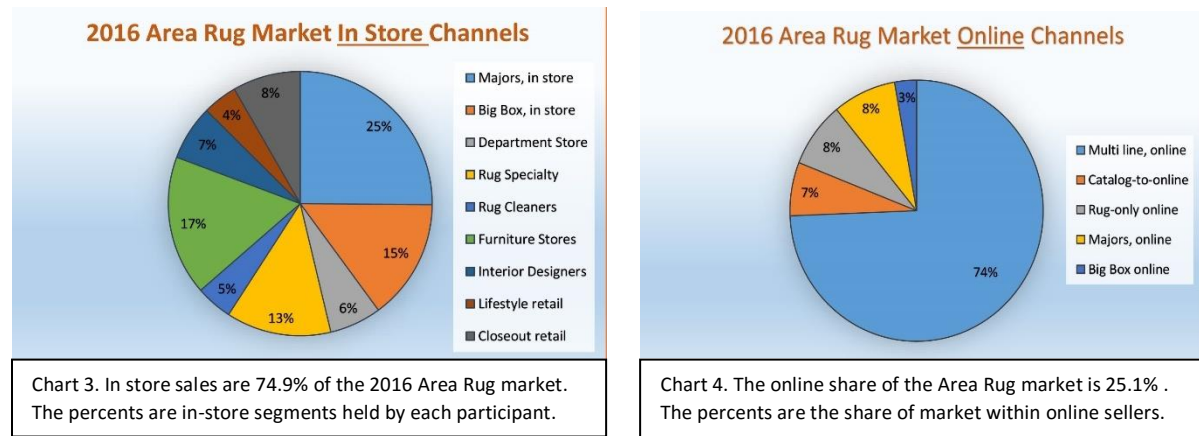 2016 Area Rug Market In Store Channels
25%
15%
6%
13%
5%
17%
7%
4%
8%
Majors, in store
Big Box, in store
Department Store
Rug Specialty
Rug Cleaners
Furniture Stores
Interior Designers
Lifestyle retail
Closeout retail
Chart 3. In store sales are 74.9% of the 2016 Area Rug market.
The percents are in-store segments held by each participant.
2016 Area Rug Market Online Channels
74%
7%
8%
8%
3%
Multi line, online
Catalog-to-online
Rug-only online
Majors, online
Big Box online
Chart 4. The online share of the Area Rug market is 25.1% .
The percents are the share of market within online sellers.